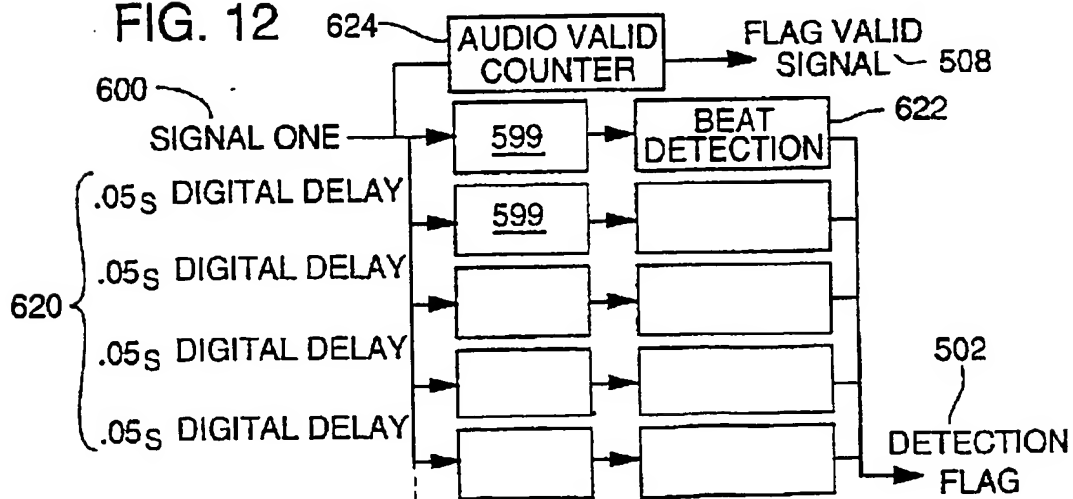 FIG. 12
624
AUDIO VALID
COUNTER
FLAG VALID
SIGNAL
508
600
SIGNAL ONE
599
BEAT
DETECTION
622
.05s DIGITAL DELAY
599
.05s DIGITAL DELAY
620
.05s DIGITAL DELAY
.05s DIGITAL DELAY
502
DETECTION
FLAG